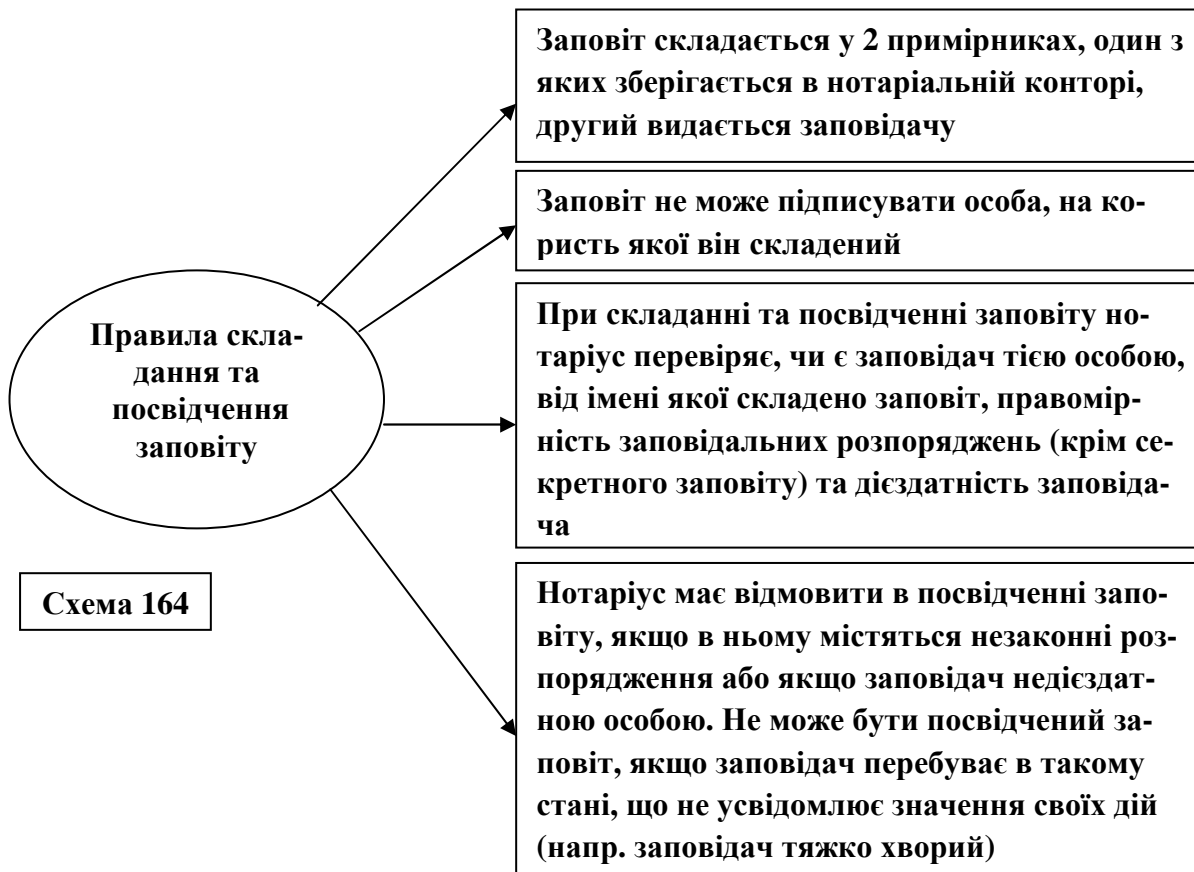 Заповіт складається у 2 примірниках, один з
яких зберігається в нотаріальній конторі,
другий видається заповідачу
Заповіт не може підписувати особа, на ко-
ристь якої він складений
Правила скла-
дання та
посвідчення
заповіту
При складанні та посвідченні заповіту но-
таріус перевіряє, чи є заповідач тією особою,
від імені якої складено заповіт, правомір-
ність заповідальних розпоряджень (крім се-
кретного заповіту) та дієздатність заповіда-
ча
Схема 164
Нотаріус має відмовити в посвідченні запо-
віту, якщо в ньому містяться незаконні роз-
порядження або якщо заповідач недієздат-
ною особою. Не може бути посвідчений за-
повіт, якщо заповідач перебуває в такому
стані, що не усвідомлює значення своїх дій
(напр. заповідач тяжко хворий)